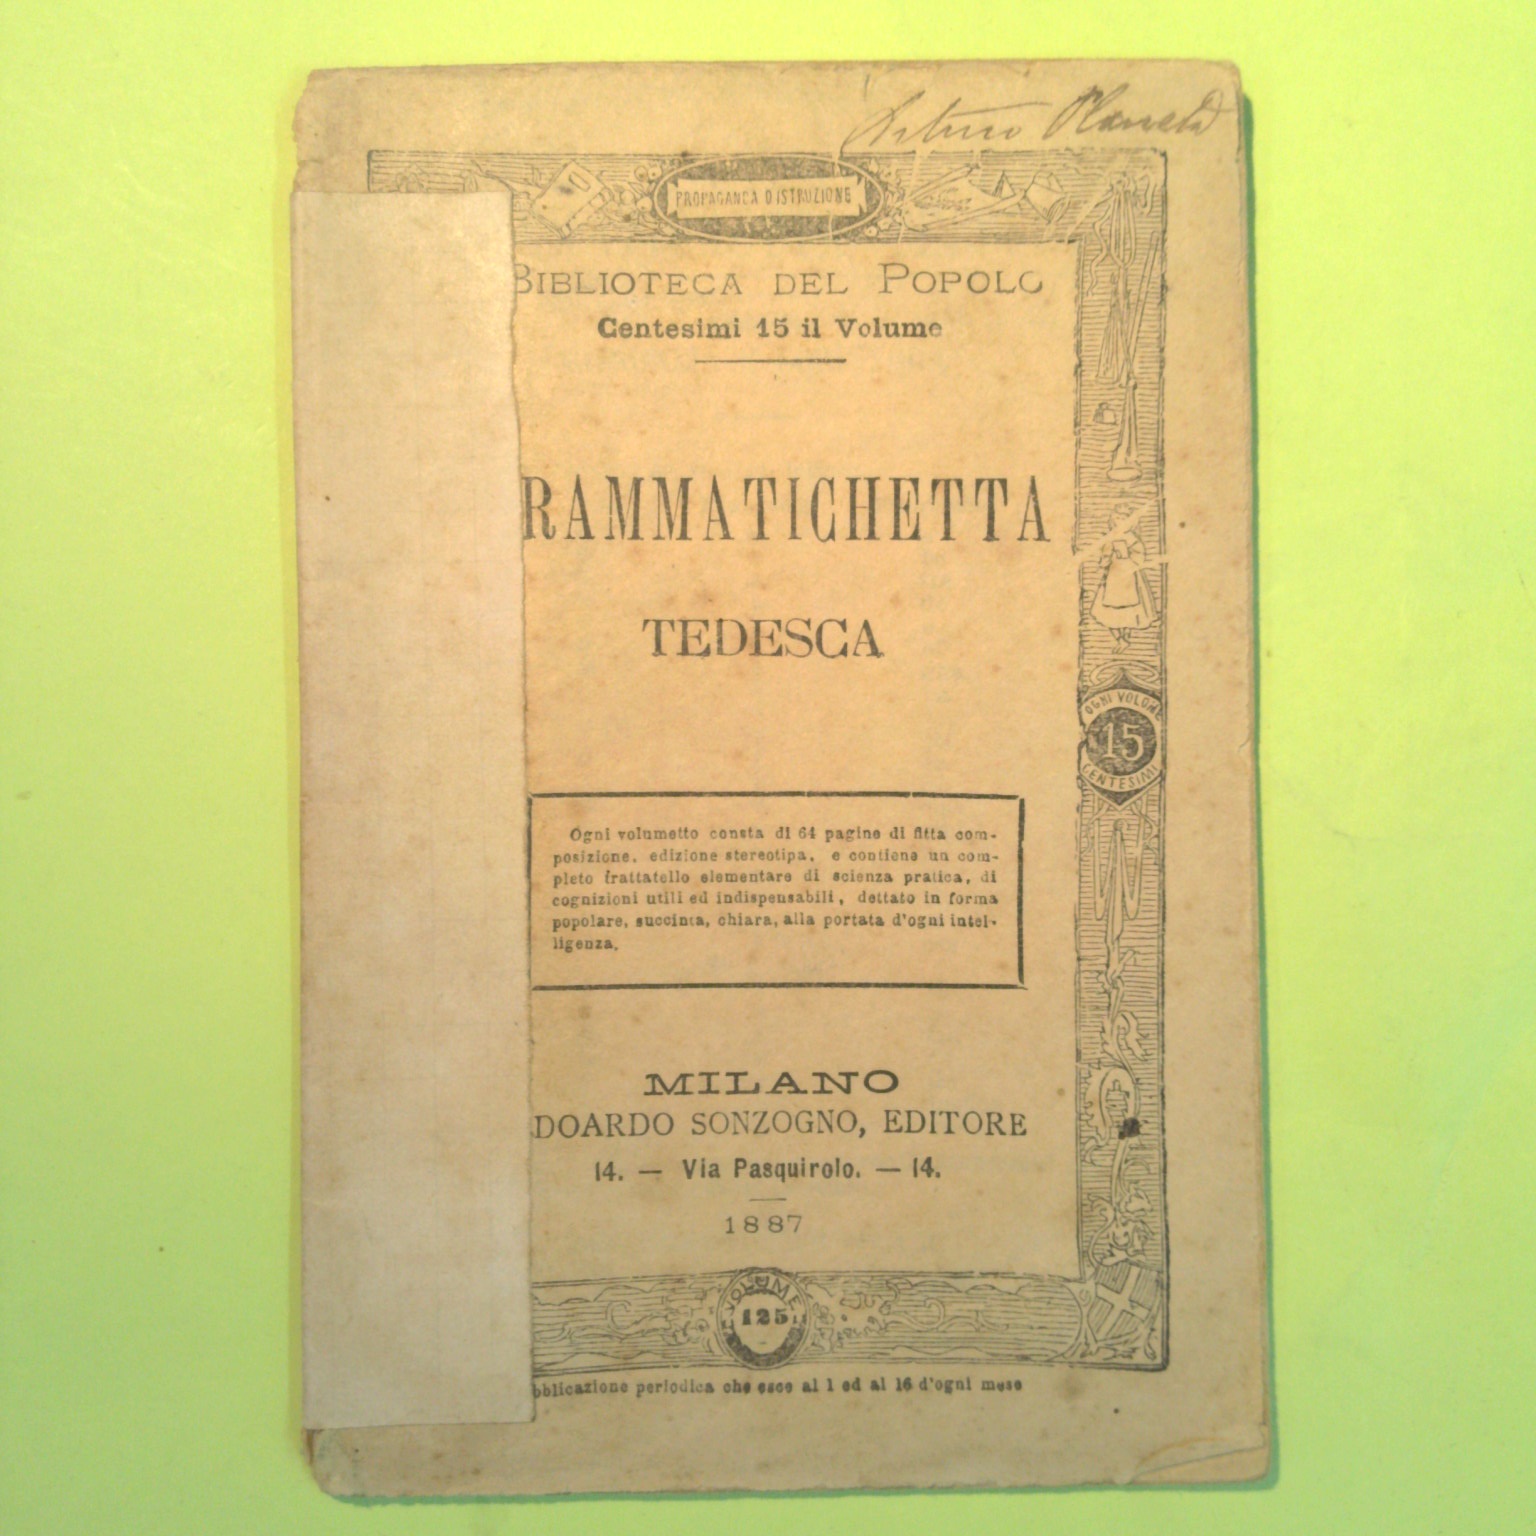 Arturo
PROPAGANDA D'ISTRUZIONE
BIBLIOTECA DEL POPOLO
Centesimi 15 il Volume
RAMMATICHETTA
TEDESCA
OGNI VOLUME
15
CENTESIMI
Ogni volumetto consta di 64 pagine di fitta com-
posizione, edizione stereotipa, e contiene un com-
pleto trattatello elementare di scienza pratica, di
cognizioni utili ed indispensabili, dettato in forma
popolare, succinta, chiara, alla portata d'ogni intel-
ligenza.
MILANO
DOARDO SONZOGNO, EDITORE
14. — Via Pasquirolo. — 14.
1887
VOLUME
125
bblicazione periodica che esce al 1 ed al 16 d'ogni mese